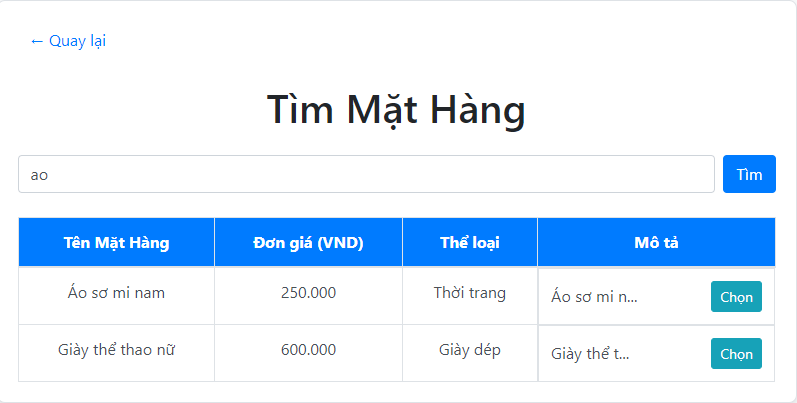 ← Quay lại
Tìm Mặt Hàng
ao Tìm
Tên Mặt Hàng Đơn giá (VND) Thể loại Mô tả
Áo sơ mi nam 250.000 Thời trang Áo sơ mi n... Chọn
Giày thể thao nữ 600.000 Giày dép Giày thể t... Chọn